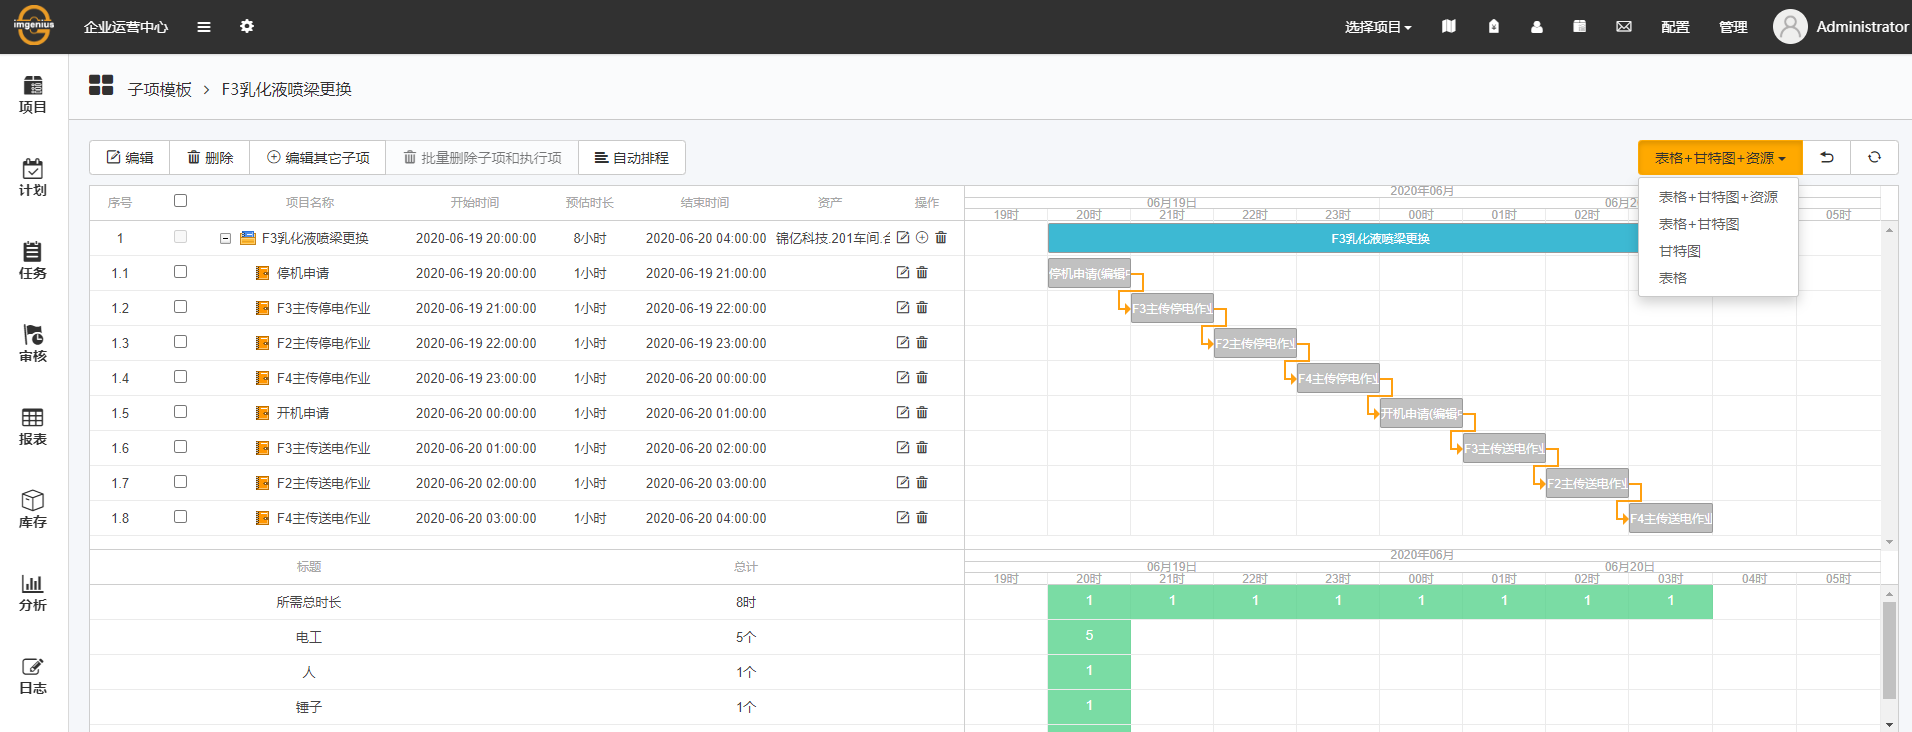 imgenius
企业运营中心
选择项目
配置
管理
Administrator
项目
计划
任务
审核
报表
库存
分析
日志
子项模板 > F3乳化液喷梁更换
编辑
删除
编辑其它子项
批量删除子项和执行项
自动排程
表格+甘特图+资源
表格+甘特图+资源
表格+甘特图
甘特图
表格
序号 项目名称 开始时间 预估时长 结束时间 资产 操作
1 F3乳化液喷梁更换 2020-06-19 20:00:00 8小时 2020-06-20 04:00:00 锦亿科技.201车间.
1.1 停机申请 2020-06-19 20:00:00 1小时 2020-06-19 21:00:00
1.2 F3主传停电作业 2020-06-19 21:00:00 1小时 2020-06-19 22:00:00
1.3 F2主传停电作业 2020-06-19 22:00:00 1小时 2020-06-19 23:00:00
1.4 F4主传停电作业 2020-06-19 23:00:00 1小时 2020-06-20 00:00:00
1.5 开机申请 2020-06-20 00:00:00 1小时 2020-06-20 01:00:00
1.6 F3主传送电作业 2020-06-20 01:00:00 1小时 2020-06-20 02:00:00
1.7 F2主传送电作业 2020-06-20 02:00:00 1小时 2020-06-20 03:00:00
1.8 F4主传送电作业 2020-06-20 03:00:00 1小时 2020-06-20 04:00:00
2020年06月
06月19日 06月2
19时 20时 21时 22时 23时 00时 01时 02时 05时
F3乳化液喷梁更换
停机申请(编辑
F3主传停电作业
F2主传停电作业
F4主传停电作业
开机申请(编辑
F3主传送电作业
F2主传送电作业
F4主传送电作业
标题 总计
所需总时长 8时
电工 5个
人 1个
锤子 1个
2020年06月
06月19日 06月20日
19时 20时 21时 22时 23时 00时 01时 02时 03时 04时 05时
1 1 1 1 1 1 1 1
5
1
1